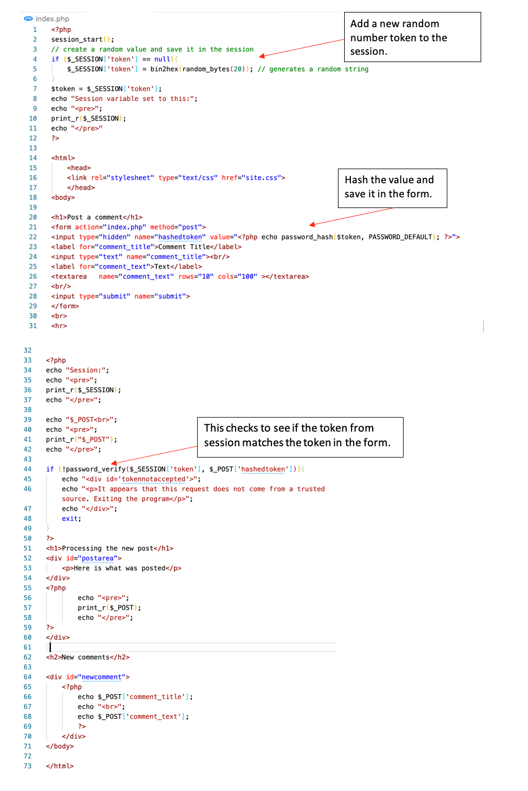 index.php
Add a new random
number token to the
session.
1 <?php
2 session_start();
3 // create a random value and save it in the session
4 if ($_SESSION['token'] == null){
5 $_SESSION['token'] = bin2hex(random_bytes(20)); // generates a random string
6 }
7 $token = $_SESSION['token'];
8 echo "Session variable set to this:";
9 echo "<pre>";
10 print_r($_SESSION);
11 echo "</pre>"
12 ?>
13
14 <html>
15 <head>
16 <link rel="stylesheet" type="text/css" href="site.css">
17 </head>
18 <body>
Hash the value and
save it in the form.
19
20 <h1>Post a comment</h1>
21 <form action="index.php" method="post">
22 <input type="hidden" name="hashedtoken" value="<?php echo password_hash($token, PASSWORD_DEFAULT); ?>">
23 <label for="comment_title">Comment Title</label>
24 <input type="text" name="comment_title"><br/>
25 <label for="comment_text">Text</label>
26 <textarea name="comment_text" rows="10" cols="100" ></textarea>
27 <br/>
28 <input type="submit" name="submit">
29 </form>
30 <br>
31 <hr>
32
33 <?php
34 echo "Session:";
35 echo "<pre>";
36 print_r($_SESSION);
37 echo "</pre>";
38
39 echo "$_POST<br>";
40 echo "<pre>";
41 print_r("$_POST");
42 echo "</pre>";
This checks to see if the token from
session matches the token in the form.
43
44 if (!password_verify($_SESSION['token'], $_POST['hashedtoken'])){
45 echo "<div id='tokennotaccepted'>";
46 echo "<p>It appears that this request does not come from a trusted
source. Exiting the program</p>";
47 echo "</div>";
48 exit;
49 }
50 ?>
51 <h1>Processing the new post</h1>
52 <div id="postarea">
53 <p>Here is what was posted</p>
54 </div>
55 <?php
56 echo "<pre>";
57 print_r($_POST);
58 echo "</pre>";
59 ?>
60 </div>
61
62 <h2>New comments</h2>
63
64 <div id="newcomment">
65 <?php
66 echo $_POST['comment_title'];
67 echo "<br>";
68 echo $_POST['comment_text'];
69 ?>
70 </div>
71 </body>
72
73 </html>